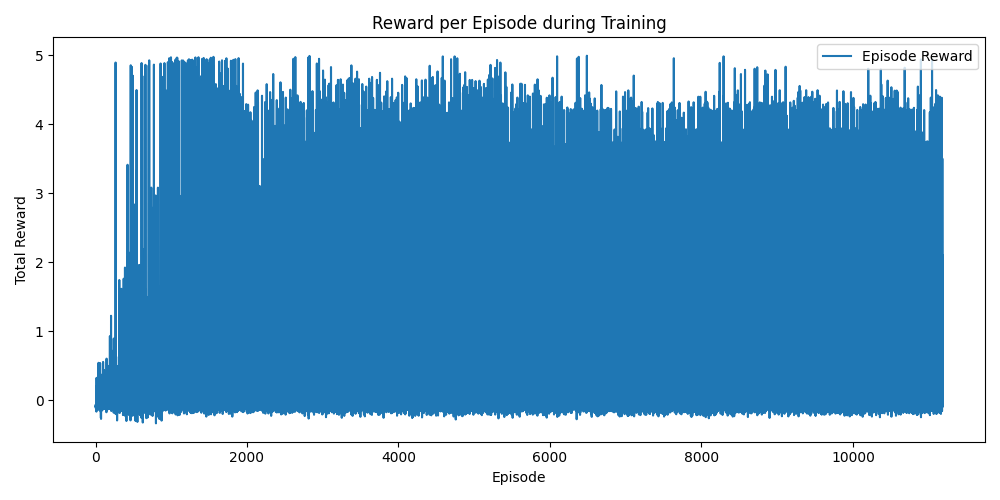 Reward per Episode during Training
Episode Reward
Total Reward
5
4
3
2
1
0
0 2000 4000 6000 8000 10000
Episode